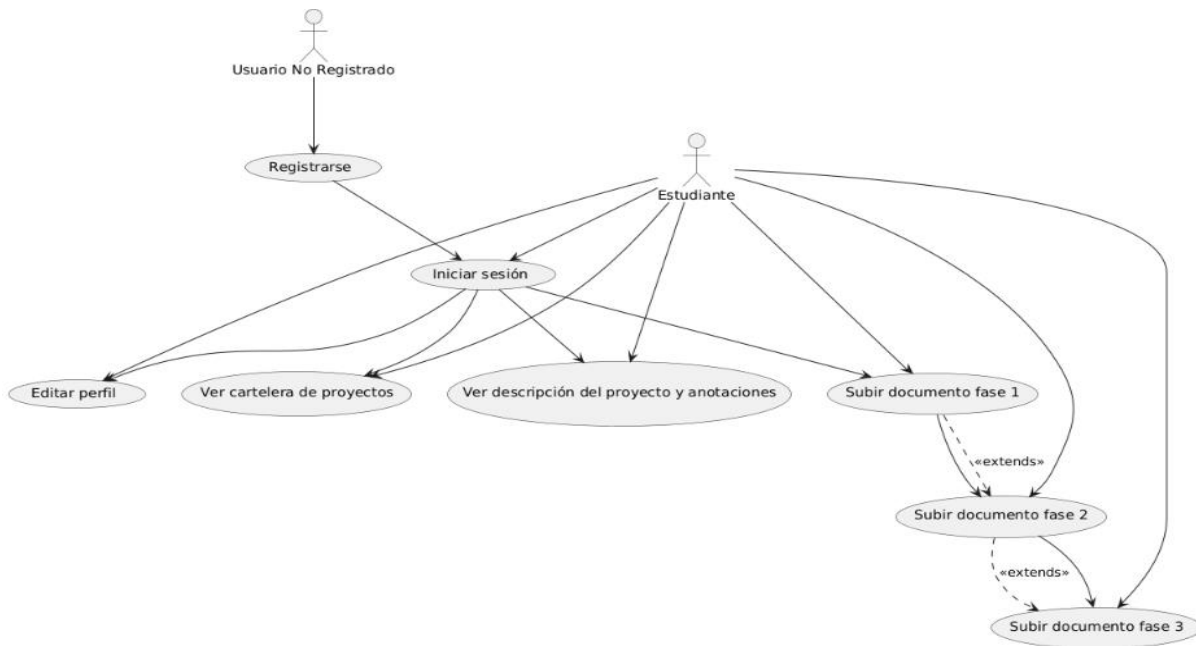 Usuario No Registrado
Registrarse
Estudiante
Iniciar sesión
Editar perfil
Ver cartelera de proyectos
Ver descripción del proyecto y anotaciones
Subir documento fase 1
«extends»
Subir documento fase 2
«extends»
Subir documento fase 3